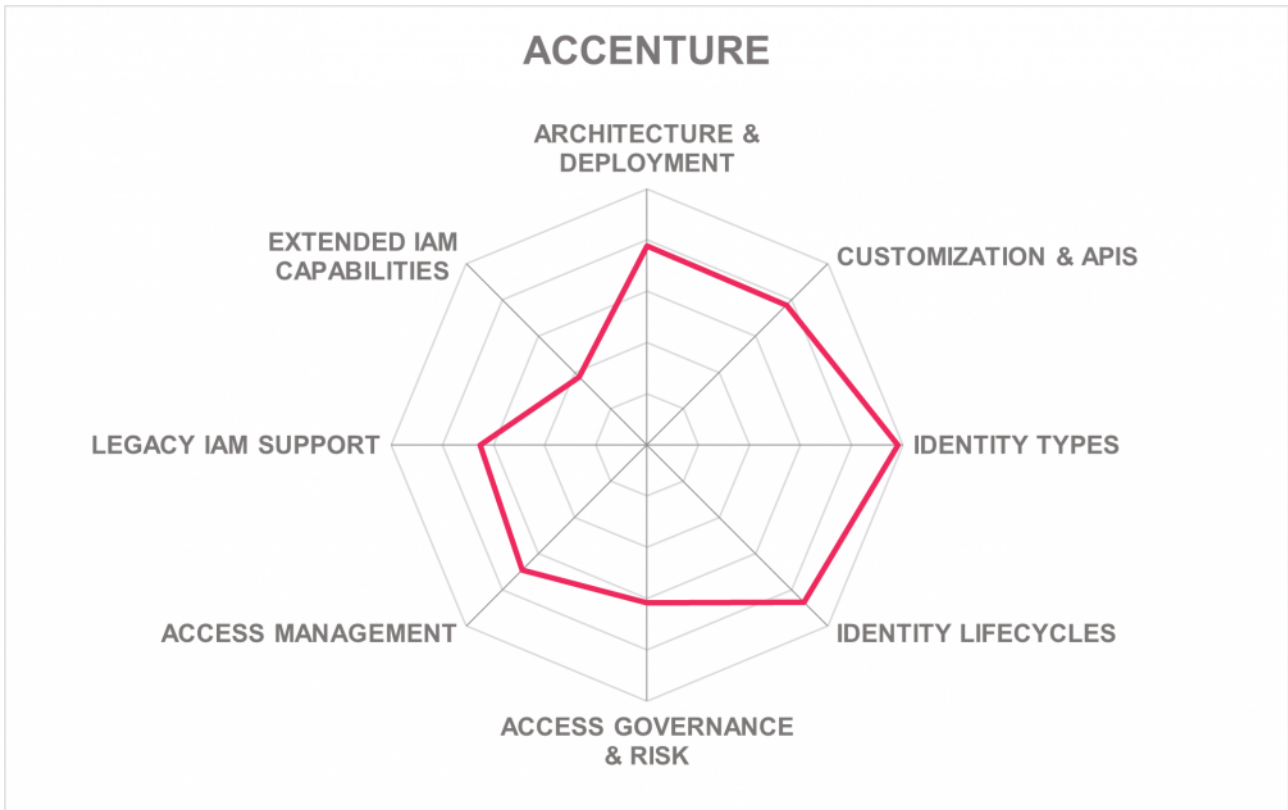 ACCENTURE
ARCHITECTURE &
DEPLOYMENT
CUSTOMIZATION & APIS
IDENTITY TYPES
IDENTITY LIFECYCLES
ACCESS GOVERNANCE
& RISK
ACCESS MANAGEMENT
LEGACY IAM SUPPORT
EXTENDED IAM
CAPABILITIES